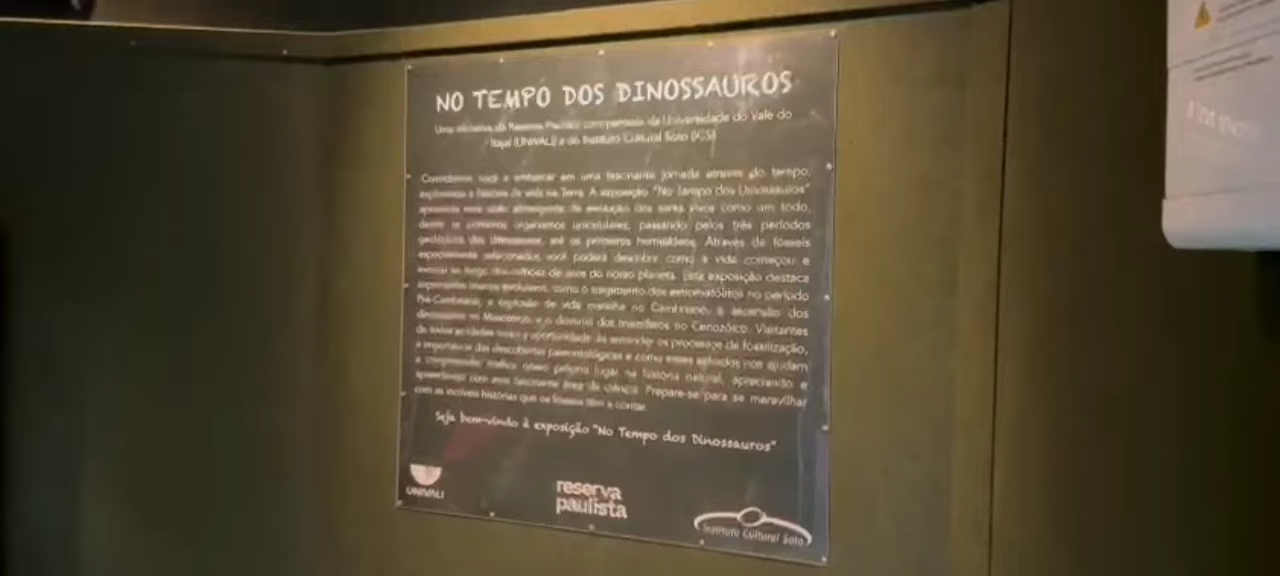 NO TEMPO DOS DINOSSAUROS
Uma iniciativa da Reserva Paulista com parceria da Universidade do Vale do
Itajaí (UNIVALI) e do Instituto Cultural Soto (ICS)
Convidamos você a embarcar em uma fascinante jornada através do tempo,
explorando a história da vida na Terra. A exposição "No Tempo dos Dinossauros"
apresenta uma visão abrangente da evolução dos seres vivos como um todo,
desde os primeiros organismos unicelulares, passando pelos três períodos
geológicos dos dinossauros, até os primeiros hominídeos. Através de fósseis
especialmente selecionados, você poderá descobrir como a vida começou e
evoluiu ao longo dos milhões de anos do nosso planeta. Esta exposição destaca
importantes marcos evolutivos, como o surgimento dos estromatólitos no período
Pré-Cambriano, a explosão de vida marinha no Cambriano, a ascensão dos
dinossauros no Mesozoico, e o domínio dos mamíferos no Cenozóico. Visitantes
de todas as idades terão a oportunidade de entender os processos de fossilização,
a importância das descobertas paleontológicas e como esses achados nos ajudam
a compreender melhor nosso próprio lugar na história natural, apreciando e
aprendendo com essa fascinante área da ciência. Prepare-se para se maravilhar
com as incríveis histórias que os fósseis têm a contar.
Seja bem-vindo à exposição "No Tempo dos Dinossauros"
UNIVALI
reserva
paulista
Instituto Cultural Soto